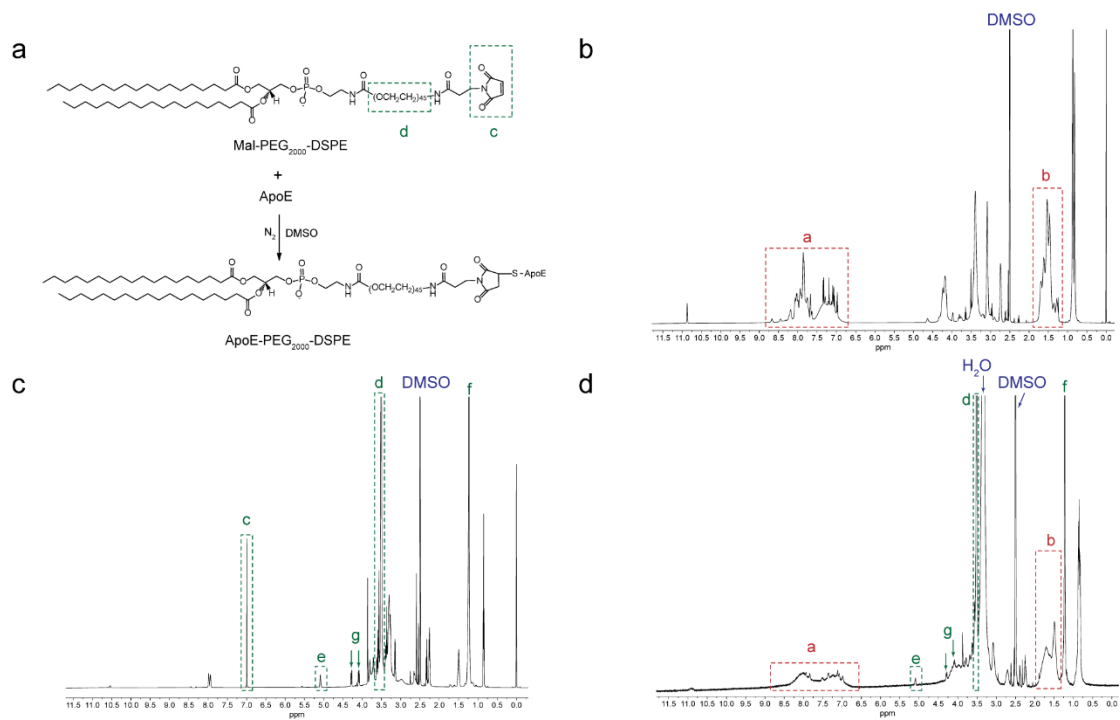 a
O
O
O
O
H
O
P
O
O
O
-
N
H
O
(OCH₂CH₂)₄₅
NH
O
N
O
O
d
c
Mal-PEG₂₀₀₀-DSPE
+
ApoE
N₂ DMSO
O
O
O
O
H
O
P
O
O
O
-
N
H
O
(OCH₂CH₂)₄₅
NH
O
N
O
O
S-ApoE
ApoE-PEG₂₀₀₀-DSPE
b
DMSO
a
b
11.5 11.0 10.5 10.0 9.5 9.0 8.5 8.0 7.5 7.0 6.5 6.0 5.5 5.0 4.5 4.0 3.5 3.0 2.5 2.0 1.5 1.0 0.5 0.0
ppm
c
d DMSO f
c
e
g
11.5 11.0 10.5 10.0 9.5 9.0 8.5 8.0 7.5 7.0 6.5 6.0 5.5 5.0 4.5 4.0 3.5 3.0 2.5 2.0 1.5 1.0 0.5 0.0
ppm
d
H₂O
DMSO
d
f
b
a
e
g
11.5 11.0 10.5 10.0 9.5 9.0 8.5 8.0 7.5 7.0 6.5 6.0 5.5 5.0 4.5 4.0 3.5 3.0 2.5 2.0 1.5 1.0 0.5 0.0
ppm